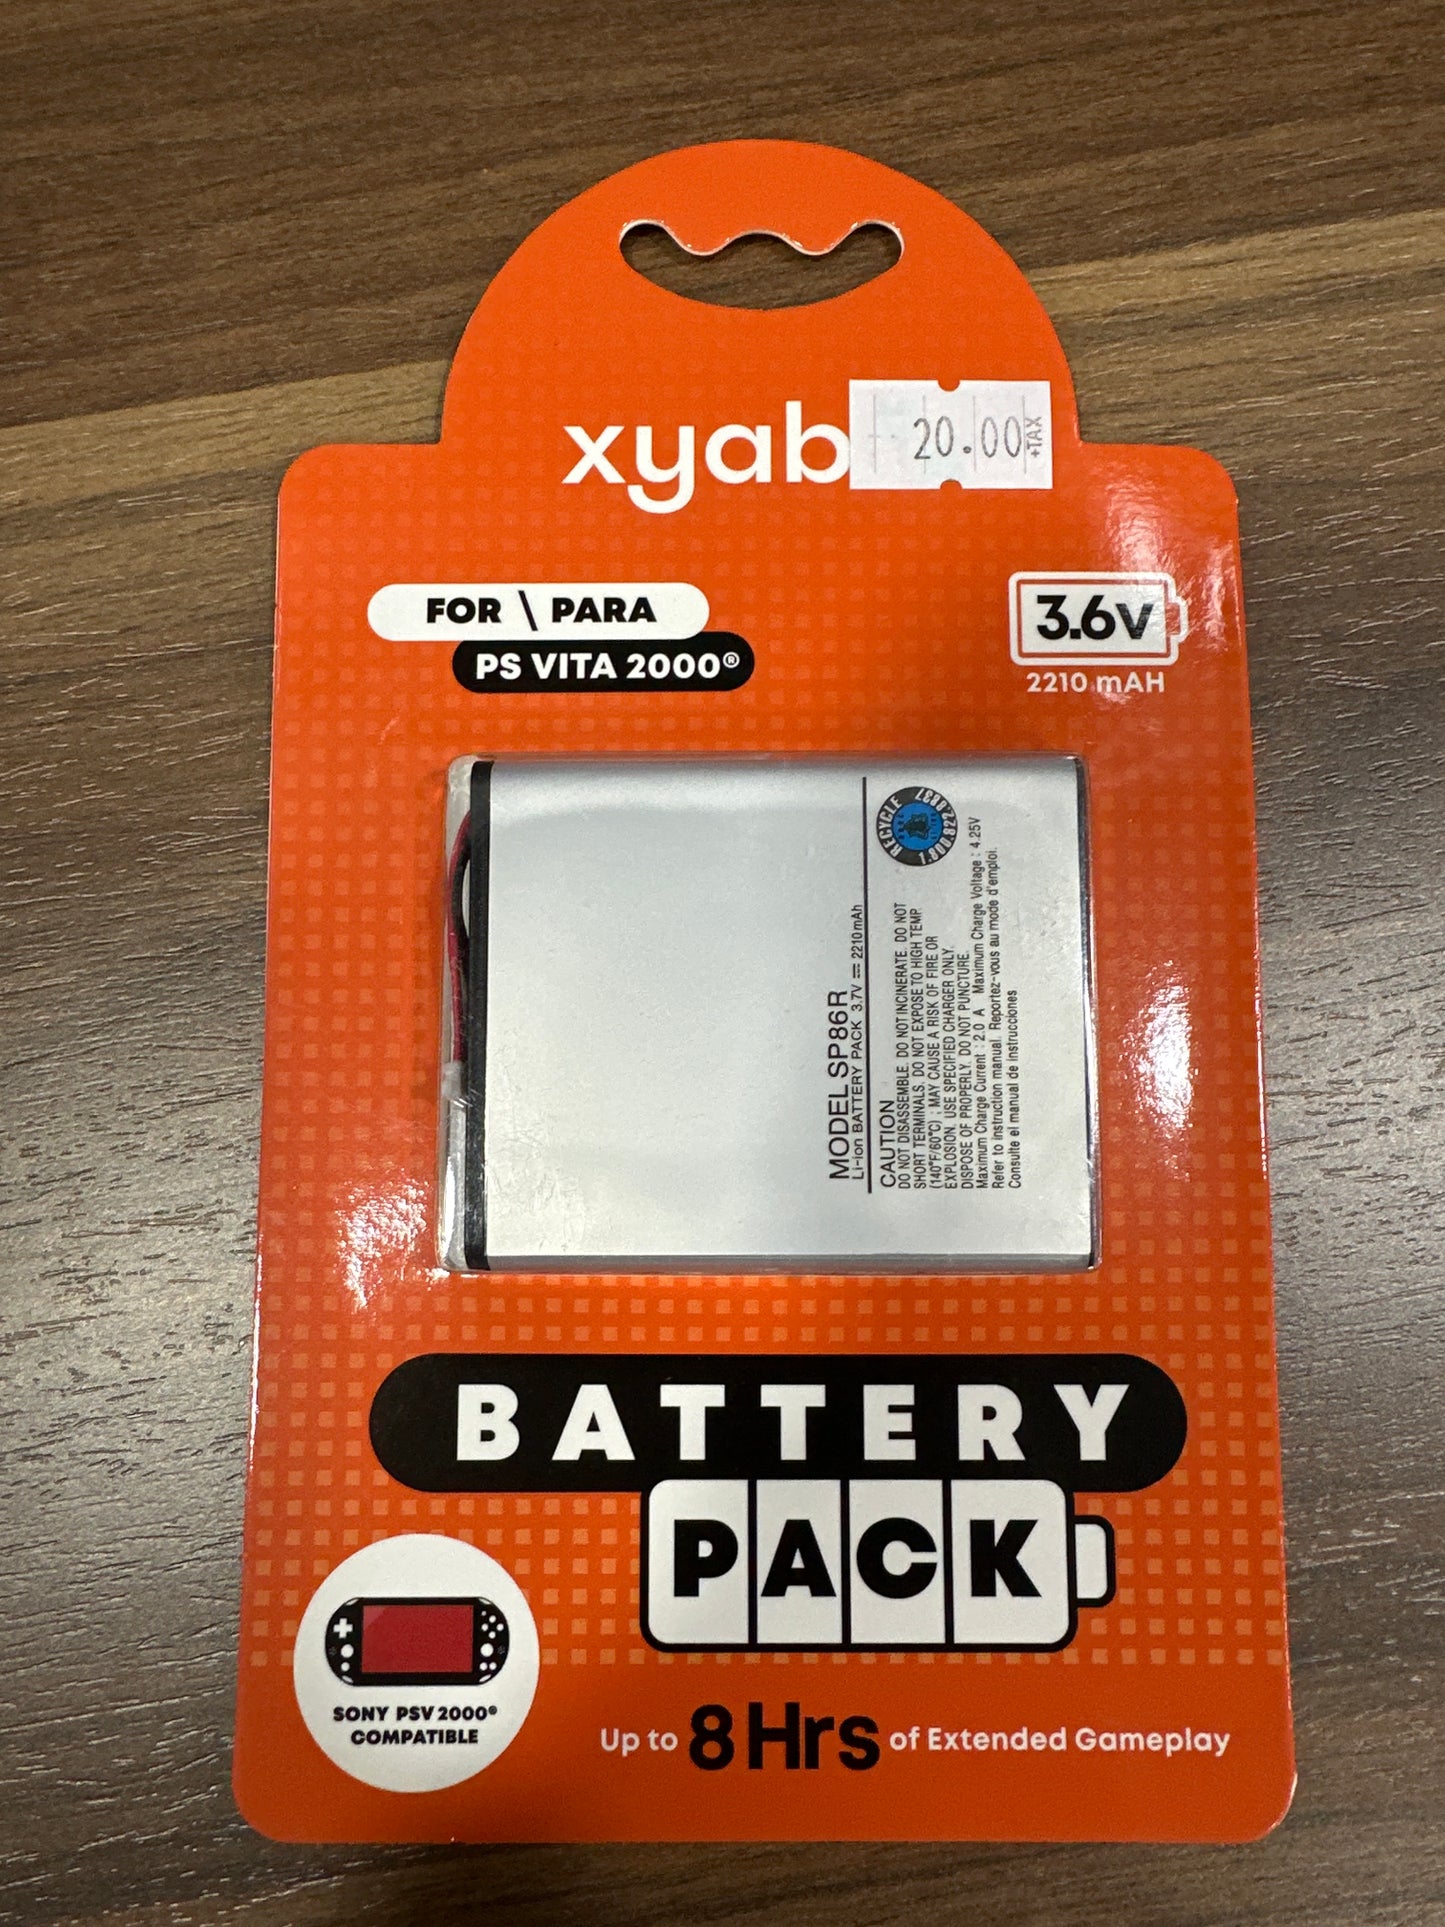 xyab
20.00 +TAX
FOR \ PARA
PS VITA 2000®
3.6V
2210 mAH
MODEL SP86R
Li-ion BATTERY PACK 3.7V ⎓ 2210mAh
CAUTION
DO NOT DISASSEMBLE. DO NOT INCINERATE. DO NOT
SHORT TERMINALS. DO NOT EXPOSE TO HIGH TEMP.
(140°F/60°C) ; MAY CAUSE A RISK OF FIRE OR
EXPLOSION. USE SPECIFIED CHARGER ONLY.
DISPOSE OF PROPERLY. DO NOT PUNCTURE.
Maximum Charge Current : 2.0 A Maximum Charge Voltage : 4.25V
Refer to instruction manual. Reportez-vous au mode d'emploi.
Consulte el manual de instrucciones
RECYCLE
1.800.822.8837
BATTERY
PACK
SONY PSV 2000®
COMPATIBLE
Up to 8 Hrs of Extended Gameplay